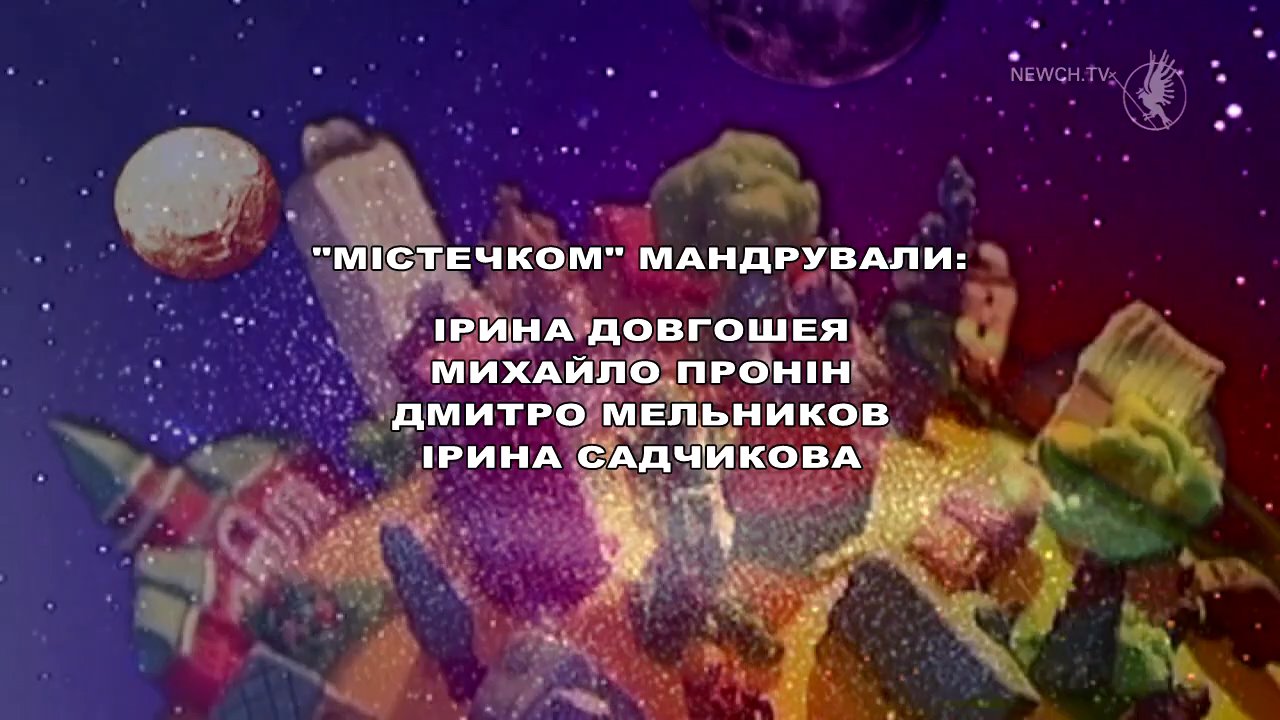 NEWCH.TV
"МІСТЕЧКОМ" МАНДРУВАЛИ:
ІРИНА ДОВГОШЕЯ
МИХАЙЛО ПРОНІН
ДМИТРО МЕЛЬНИКОВ
ІРИНА САДЧИКОВА